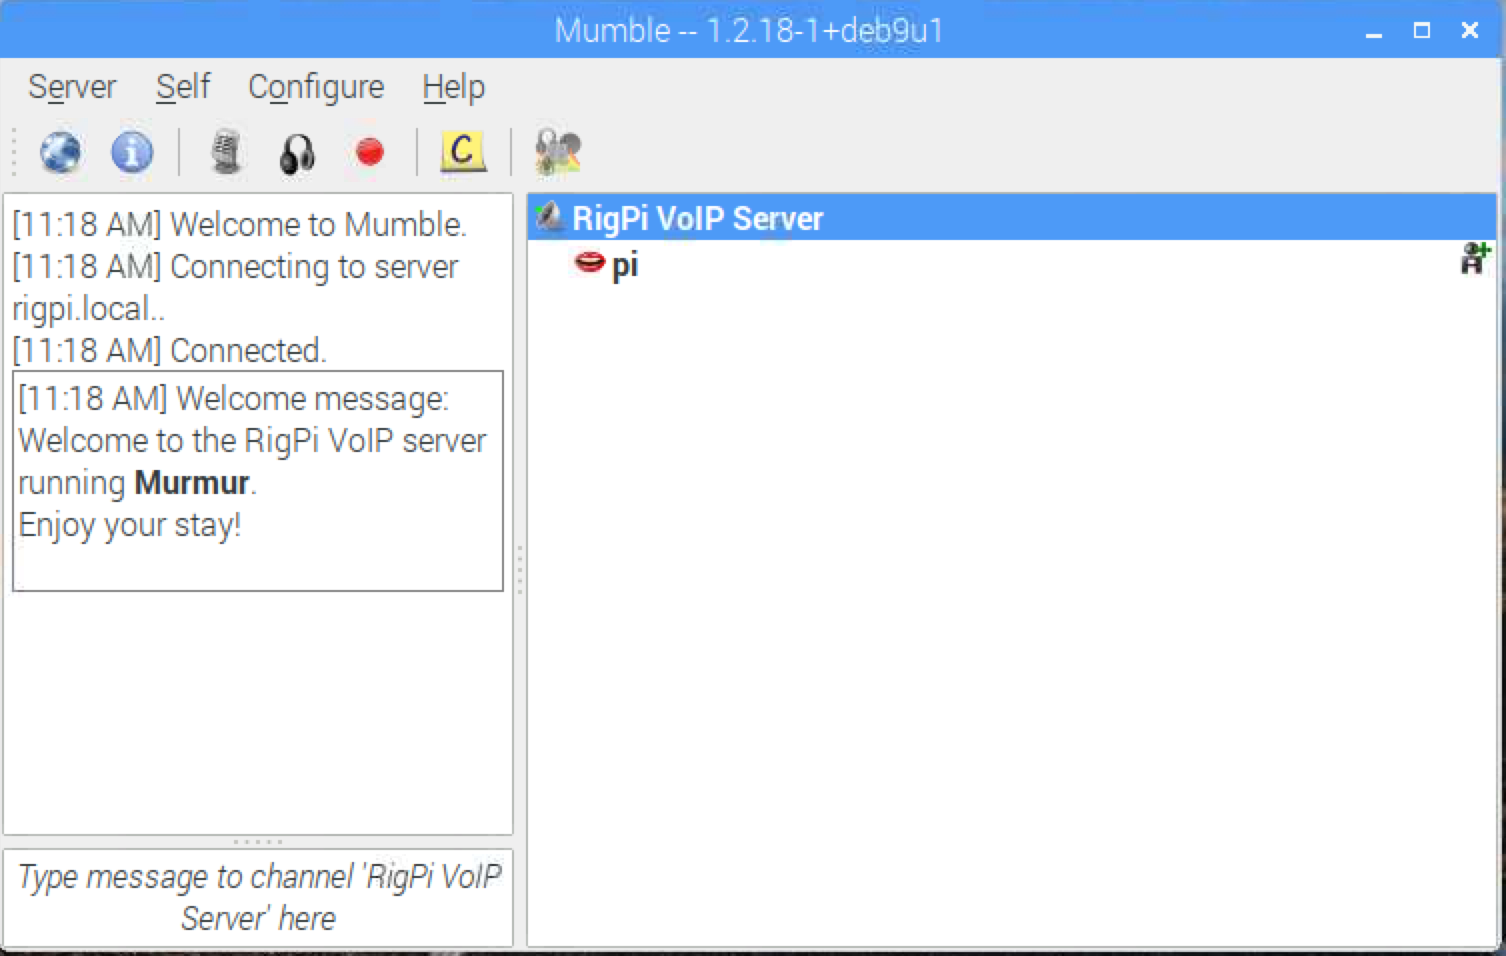 Mumble -- 1.2.18-1+deb9u1
Server Self Configure Help
C
[11:18 AM] Welcome to Mumble.
[11:18 AM] Connecting to server
rigpi.local..
[11:18 AM] Connected.
[11:18 AM] Welcome message:
Welcome to the RigPi VoIP server
running Murmur.
Enjoy your stay!
Type message to channel 'RigPi VoIP
Server' here
RigPi VoIP Server
pi